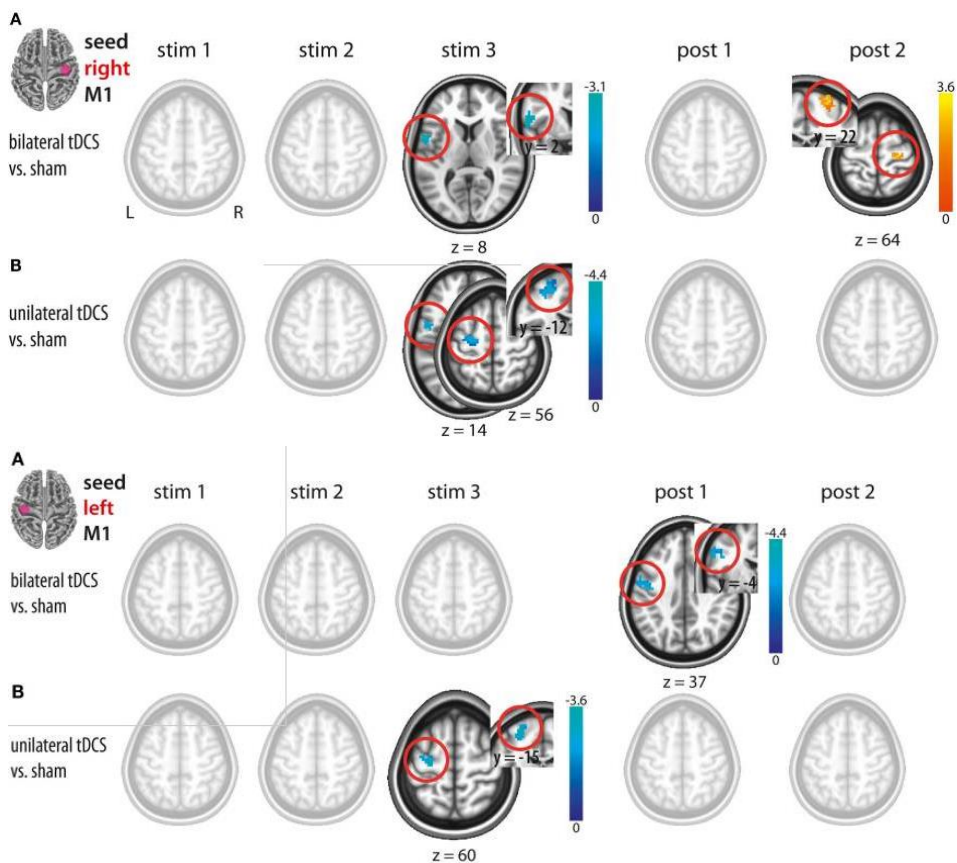 A
seed
right
M1
stim 1
stim 2
stim 3
post 1
post 2
bilateral tDCS
vs. sham
L
R
y = 2
-3.1
0
z = 8
y = 22
3.6
0
z = 64
B
unilateral tDCS
vs. sham
y = -12
-4.4
0
z = 56
z = 14
A
seed
left
M1
stim 1
stim 2
stim 3
post 1
post 2
bilateral tDCS
vs. sham
y = -4
-4.4
0
z = 37
B
unilateral tDCS
vs. sham
y = -15
-3.6
0
z = 60